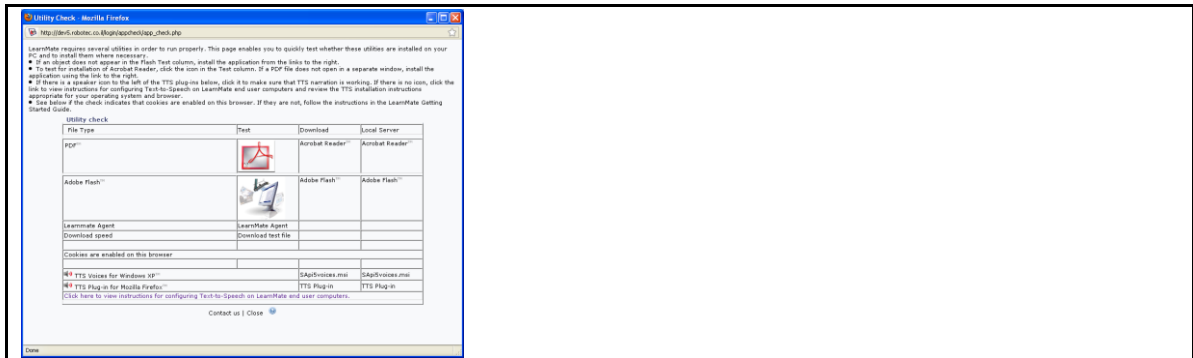 Utility Check - Mozilla Firefox
http://dev5.robotec.co.il/login/appcheck/app_check.php
LearnMate requires several utilities in order to run properly. This page enables you to quickly test whether these utilities are installed on your
PC and to install them where necessary.
● If an object does not appear in the Flash Test column, install the application from the links to the right.
● To test for installation of Acrobat Reader, click the icon in the Test column. If a PDF file does not open in a separate window, install the
application using the link to the right.
● If there is a speaker icon to the left of the TTS plug-ins below, click it to make sure that TTS narration is working. If there is no icon, click the
link to view instructions for configuring Text-to-Speech on LearnMate end user computers and review the TTS installation instructions
appropriate for your operating system and browser.
● See below if the check indicates that cookies are enabled on this browser. If they are not, follow the instructions in the LearnMate Getting
Started Guide.
Utility check
File Type Test Download Local Server
PDF™ Acrobat Reader™ Acrobat Reader™
Adobe Flash™ Adobe Flash™ Adobe Flash™
Learnmate Agent LearnMate Agent
Download speed Download test file
Cookies are enabled on this browser
TTS Voices for Windows XP™ SApi5voices.msi SApi5voices.msi
TTS Plug-in for Mozilla Firefox™ TTS Plug-in TTS Plug-in
Click here to view instructions for configuring Text-to-Speech on LearnMate end user computers.
Contact us | Close
Done